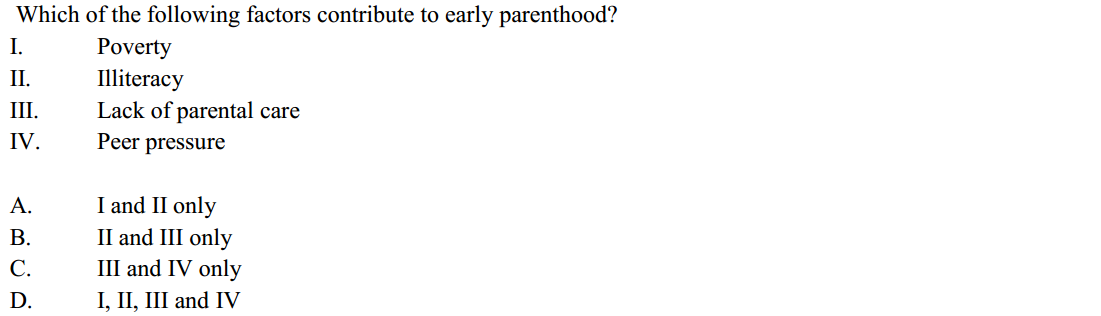 Which of the following factors contribute to early parenthood?
I. Poverty
II. Illiteracy
III. Lack of parental care
IV. Peer pressure
A. I and II only
B. II and III only
C. III and IV only
D. I, II, III and IV